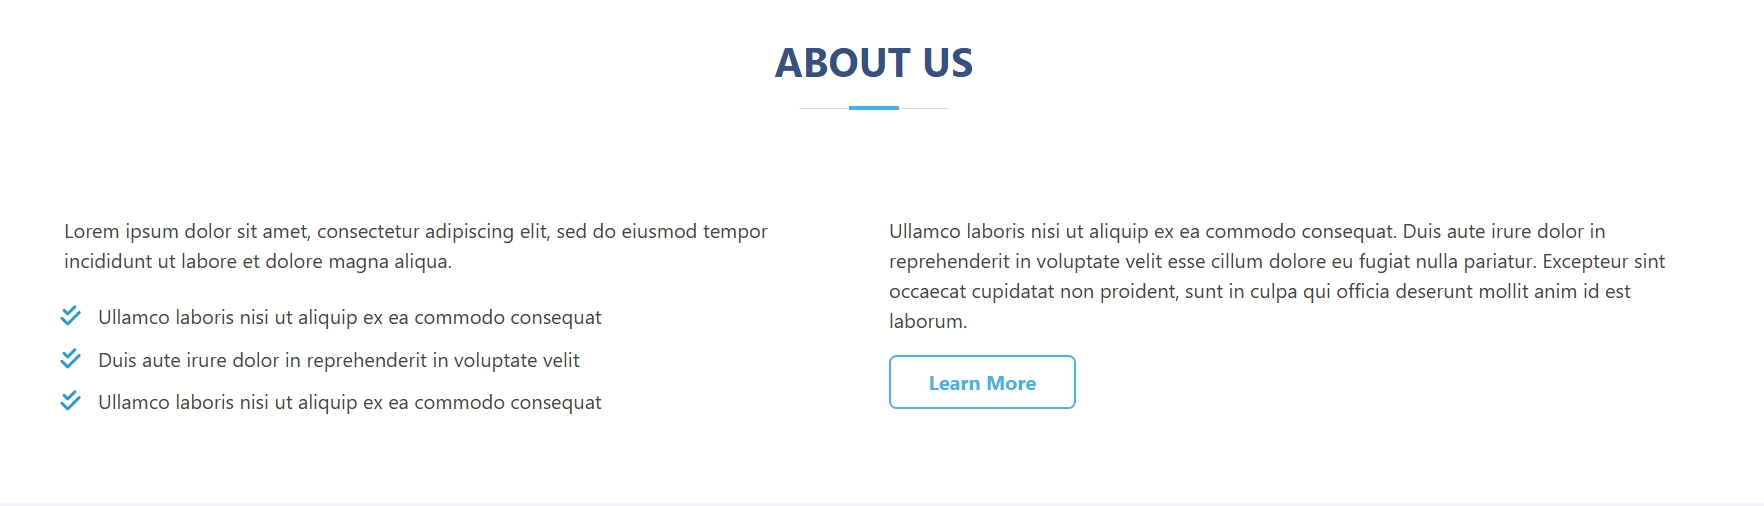 ABOUT US
Lorem ipsum dolor sit amet, consectetur adipiscing elit, sed do eiusmod tempor
incididunt ut labore et dolore magna aliqua.
Ullamco laboris nisi ut aliquip ex ea commodo consequat
Duis aute irure dolor in reprehenderit in voluptate velit
Ullamco laboris nisi ut aliquip ex ea commodo consequat
Ullamco laboris nisi ut aliquip ex ea commodo consequat. Duis aute irure dolor in
reprehenderit in voluptate velit esse cillum dolore eu fugiat nulla pariatur. Excepteur sint
occaecat cupidatat non proident, sunt in culpa qui officia deserunt mollit anim id est
laborum.
Learn More